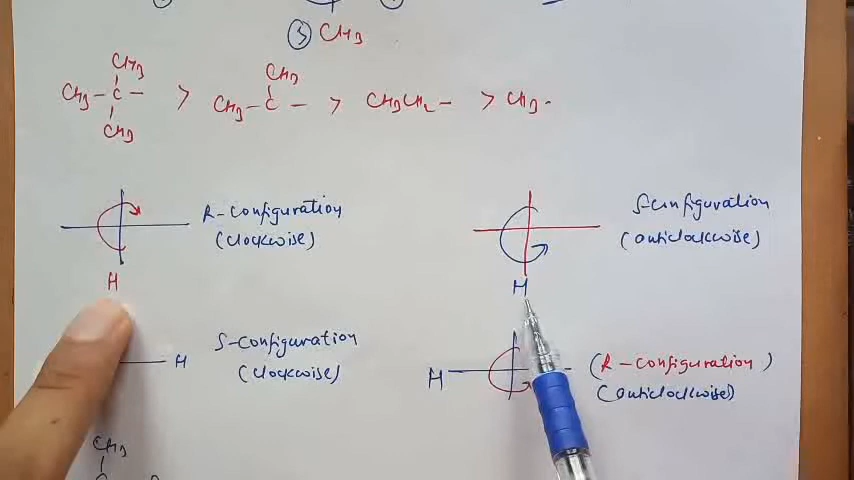 ③ CH3
CH3
CH3-C- > CH3-C- > CH3CH2- > CH3-
CH3
CH3
R-configuration
(clockwise)
H
S-configuration
(anticlockwise)
H
S-configuration
(clockwise)
H
H
(R-configuration)
(anticlockwise)
CH3